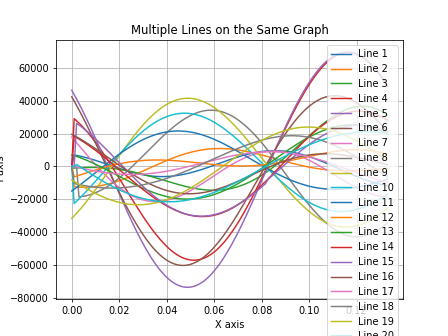 Multiple Lines on the Same Graph
60000
40000
20000
0
−20000
−40000
−60000
−80000
0.00 0.02 0.04 0.06 0.08 0.10
X axis
Line 1
Line 2
Line 3
Line 4
Line 5
Line 6
Line 7
Line 8
Line 9
Line 10
Line 11
Line 12
Line 13
Line 14
Line 15
Line 16
Line 17
Line 18
Line 19
Line 20